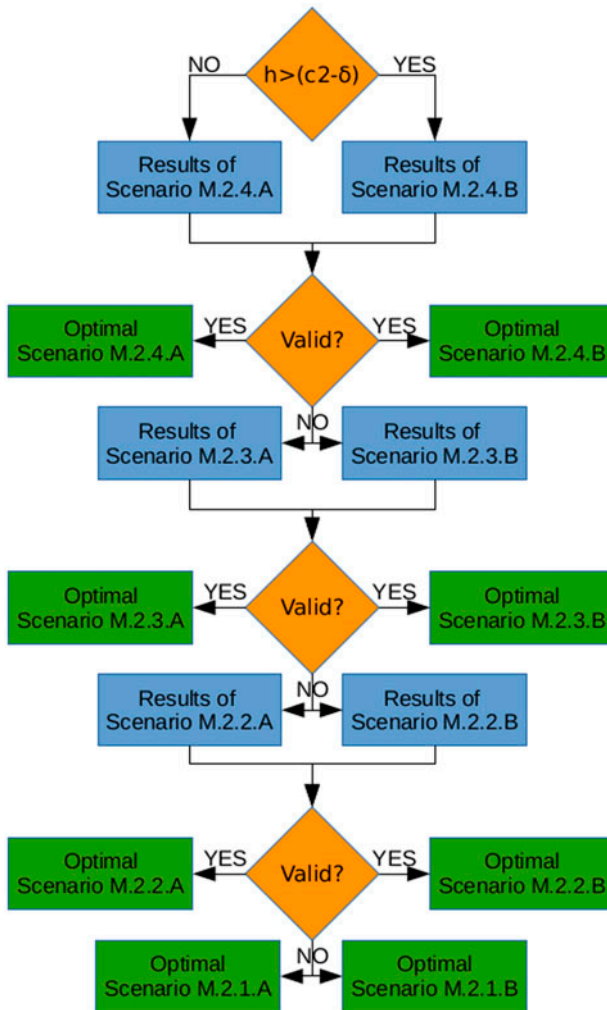 h>(c2-δ)
NO
YES
Results of
Scenario M.2.4.A
Results of
Scenario M.2.4.B
Optimal
Scenario M.2.4.A
YES
Valid?
YES
Optimal
Scenario M.2.4.B
NO
Results of
Scenario M.2.3.A
Results of
Scenario M.2.3.B
Optimal
Scenario M.2.3.A
YES
Valid?
YES
Optimal
Scenario M.2.3.B
NO
Results of
Scenario M.2.2.A
Results of
Scenario M.2.2.B
Optimal
Scenario M.2.2.A
YES
Valid?
YES
Optimal
Scenario M.2.2.B
NO
Optimal
Scenario M.2.1.A
Optimal
Scenario M.2.1.B